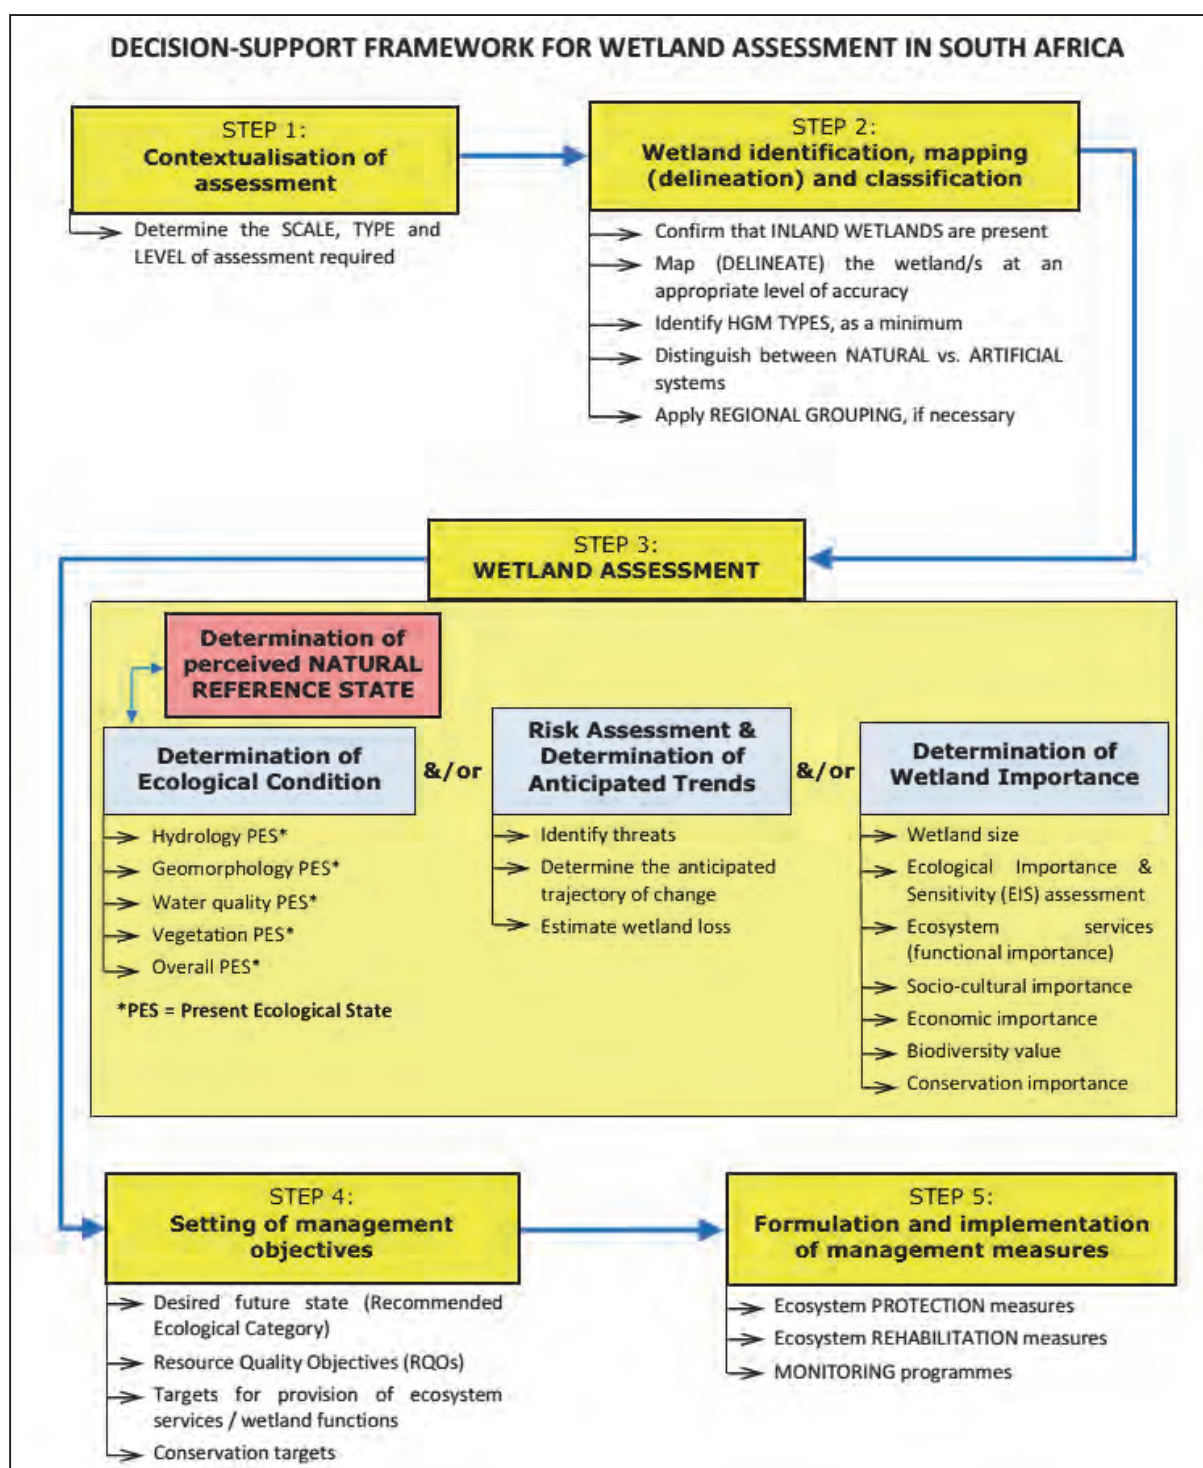 DECISION-SUPPORT FRAMEWORK FOR WETLAND ASSESSMENT IN SOUTH AFRICA
STEP 1:
Contextualisation of
assessment
Determine the SCALE, TYPE and
LEVEL of assessment required
STEP 2:
Wetland identification, mapping
(delineation) and classification
Confirm that INLAND WETLANDS are present
Map (DELINEATE) the wetland/s at an
appropriate level of accuracy
Identify HGM TYPES, as a minimum
Distinguish between NATURAL vs. ARTIFICIAL
systems
Apply REGIONAL GROUPING, if necessary
STEP 3:
WETLAND ASSESSMENT
Determination of
perceived NATURAL
REFERENCE STATE
Determination of
Ecological Condition
Hydrology PES*
Geomorphology PES*
Water quality PES*
Vegetation PES*
Overall PES*
*PES = Present Ecological State
&/or
Risk Assessment &
Determination of
Anticipated Trends
Identify threats
Determine the anticipated
trajectory of change
Estimate wetland loss
&/or
Determination of
Wetland Importance
Wetland size
Ecological Importance &
Sensitivity (EIS) assessment
Ecosystem services
(functional importance)
Socio-cultural importance
Economic importance
Biodiversity value
Conservation importance
STEP 4:
Setting of management
objectives
Desired future state (Recommended
Ecological Category)
Resource Quality Objectives (RQOs)
Targets for provision of ecosystem
services / wetland functions
Conservation targets
STEP 5:
Formulation and implementation
of management measures
Ecosystem PROTECTION measures
Ecosystem REHABILITATION measures
MONITORING programmes